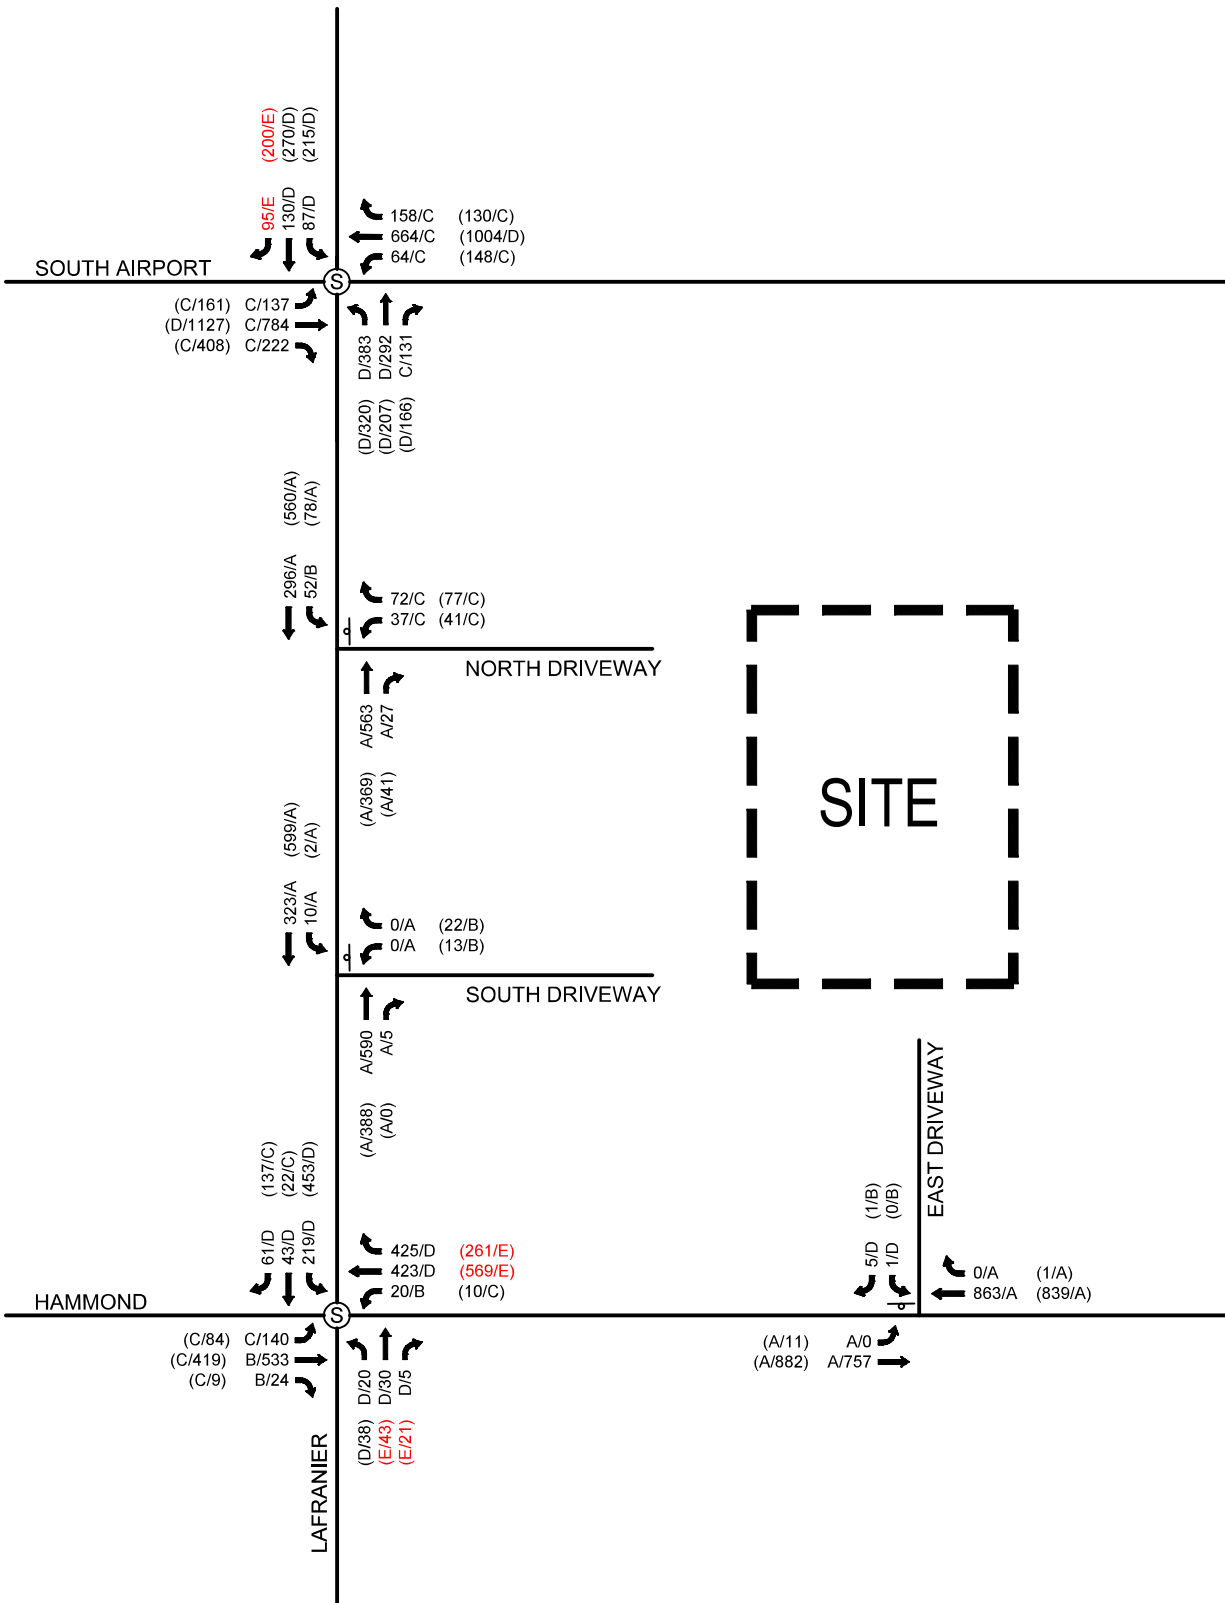 (200/E)
(270/D)
(215/D)
95/E
130/D
87/D
158/C (130/C)
664/C (1004/D)
64/C (148/C)
SOUTH AIRPORT
S
(C/161) C/137
(D/1127) C/784
(C/408) C/222
D/383
D/292
C/131
(D/320)
(D/207)
(D/166)
(560/A)
(78/A)
296/A
52/B
72/C (77/C)
37/C (41/C)
NORTH DRIVEWAY
A/563
A/27
(A/369)
(A/41)
SITE
(599/A)
(2/A)
323/A
10/A
0/A (22/B)
0/A (13/B)
SOUTH DRIVEWAY
A/590
A/5
(A/388)
(A/0)
EAST DRIVEWAY
(137/C)
(22/C)
(453/D)
61/D
43/D
219/D
425/D (261/E)
423/D (569/E)
20/B (10/C)
(1/B)
(0/B)
5/D
1/D
0/A (1/A)
863/A (839/A)
HAMMOND
S
(C/84) C/140
(C/419) B/533
(C/9) B/24
D/20
D/30
D/5
(D/38)
(E/43)
(E/21)
(A/11) A/0
(A/882) A/757
LAFRANIER